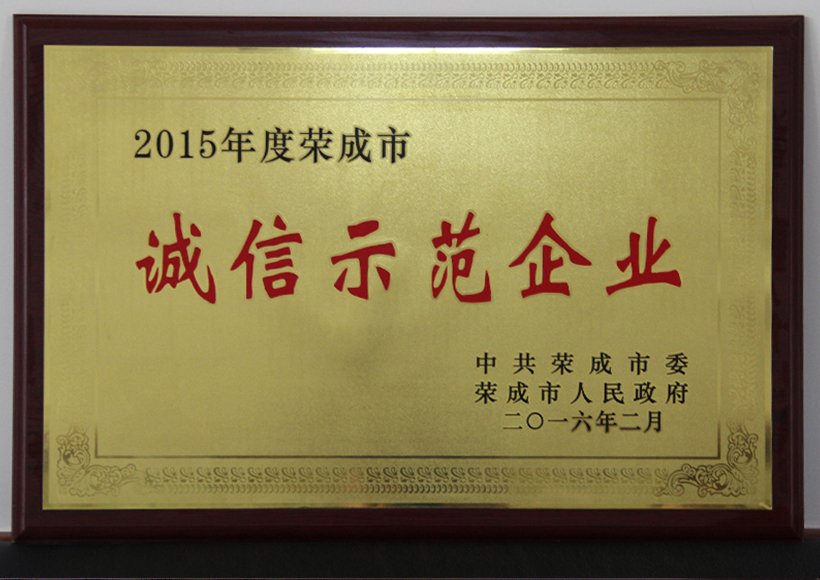 2015年度荣成市
诚信示范企业
中共荣成市委
荣成市人民政府
二〇一六年二月